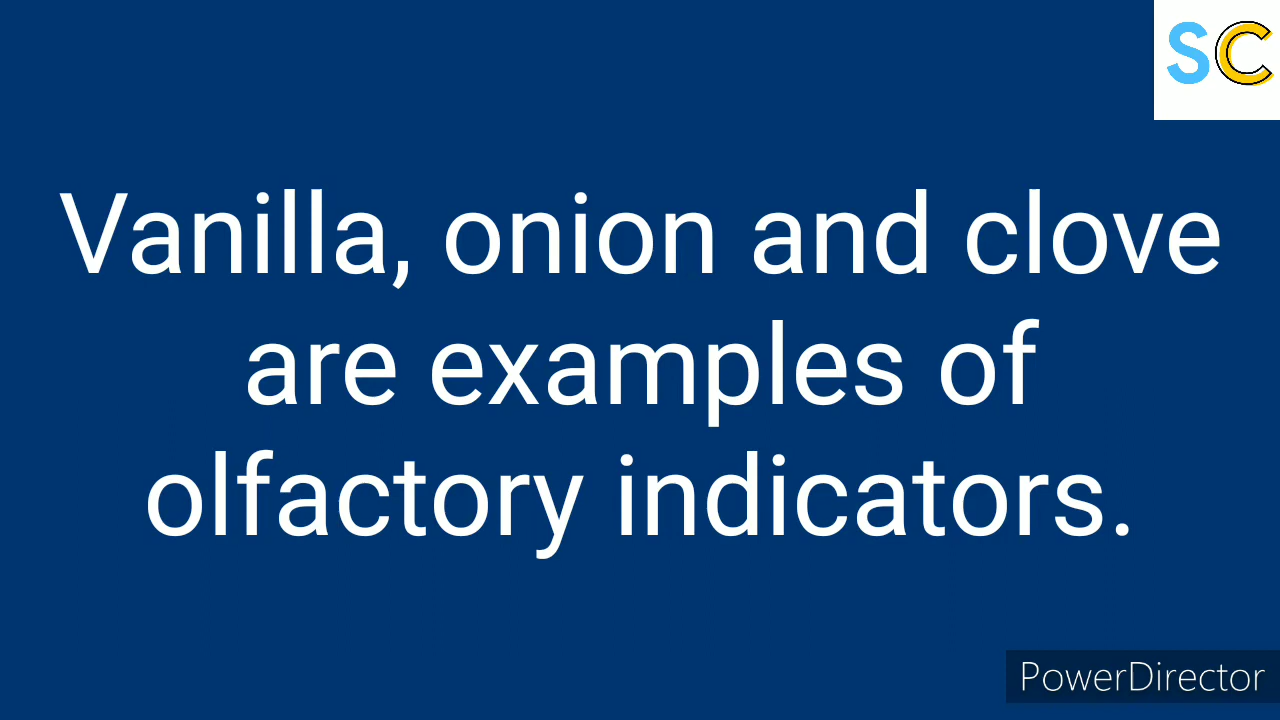 SC
Vanilla, onion and clove
are examples of
olfactory indicators.
PowerDirector